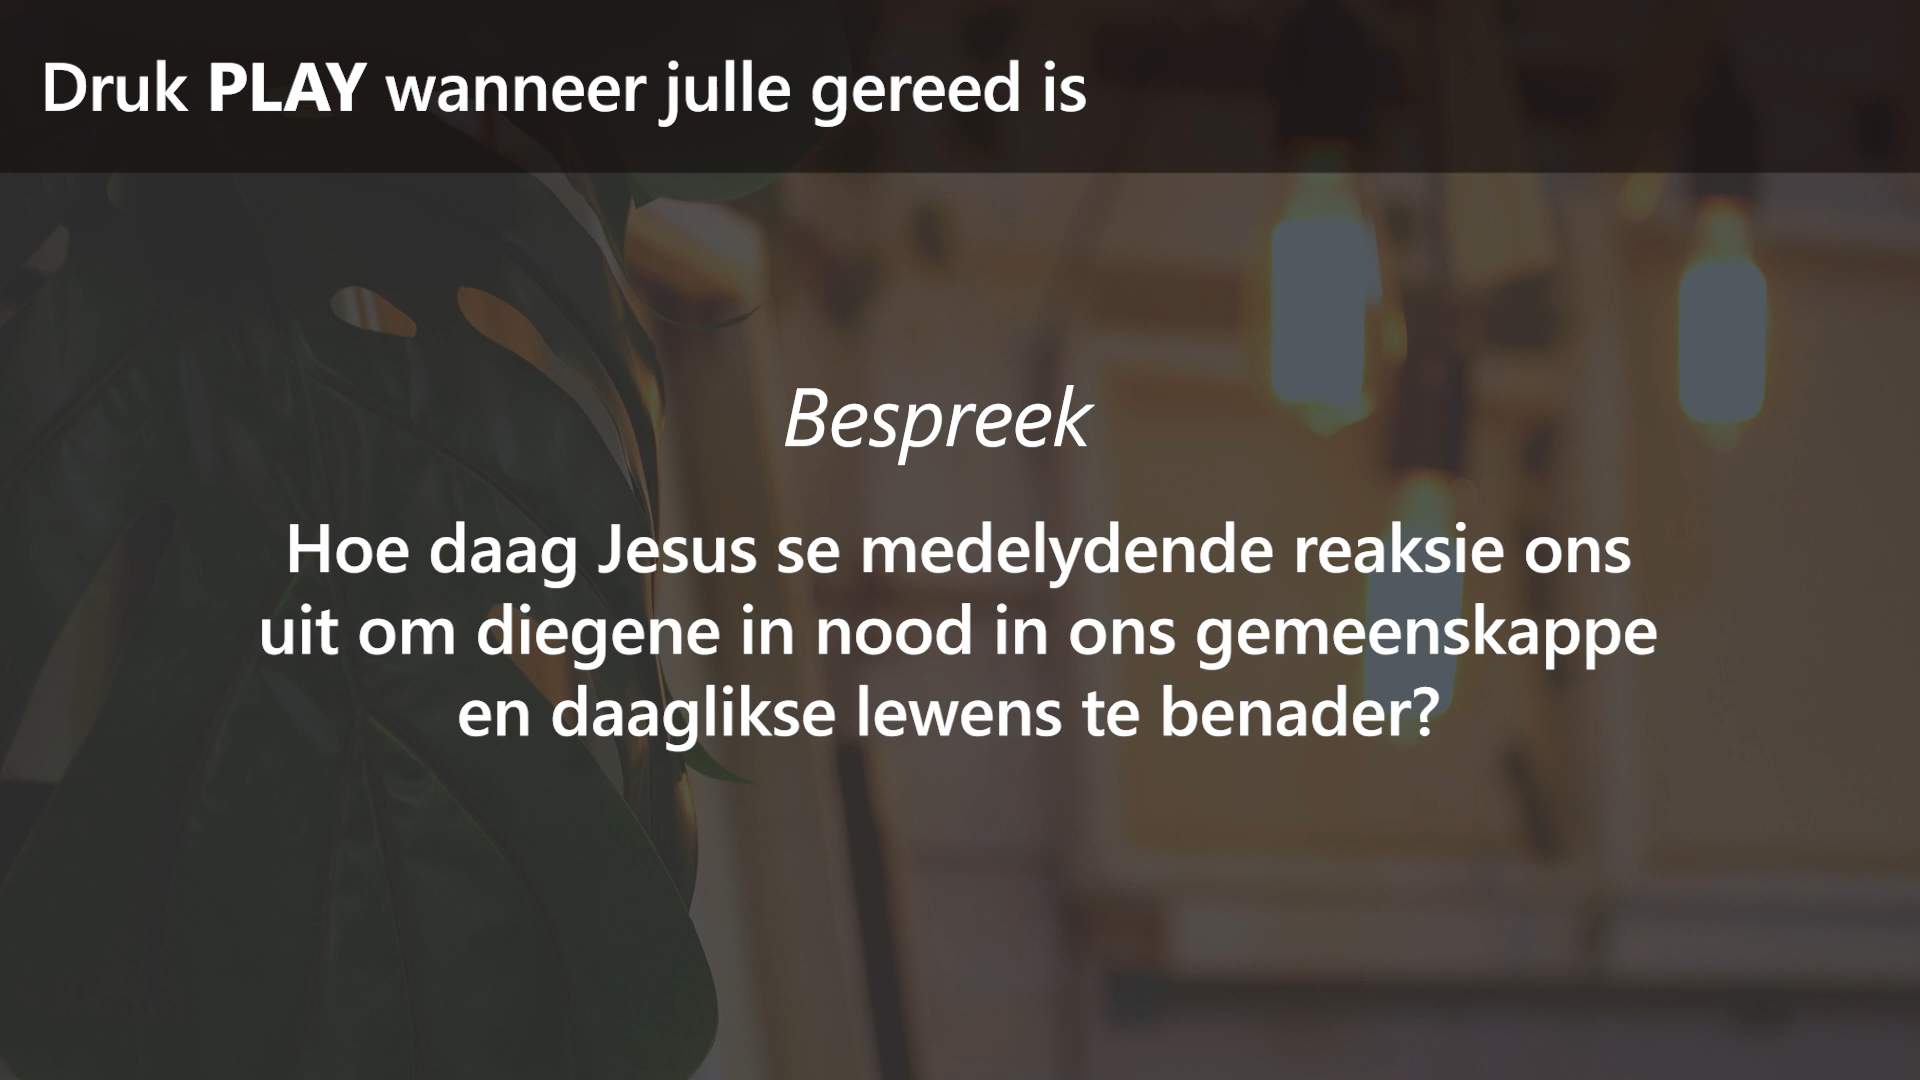 Druk PLAY wanneer julle gereed is
Bespreek
Hoe daag Jesus se medelydende reaksie ons
uit om diegene in nood in ons gemeenskappe
en daaglikse lewens te benader?